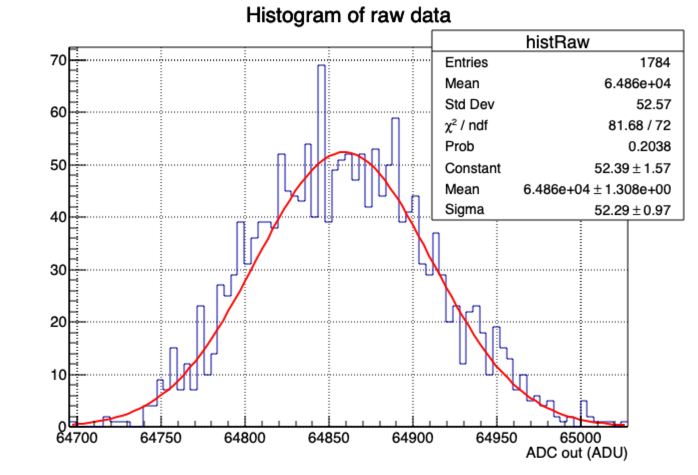 Histogram of raw data
histRaw
Entries 1784
Mean 6.486e+04
Std Dev 52.57
χ² / ndf 81.68 / 72
Prob 0.2038
Constant 52.39 ± 1.57
Mean 6.486e+04 ± 1.308e+00
Sigma 52.29 ± 0.97
70
60
50
40
30
20
10
0
64700 64750 64800 64850 64900 64950 65000
ADC out (ADU)